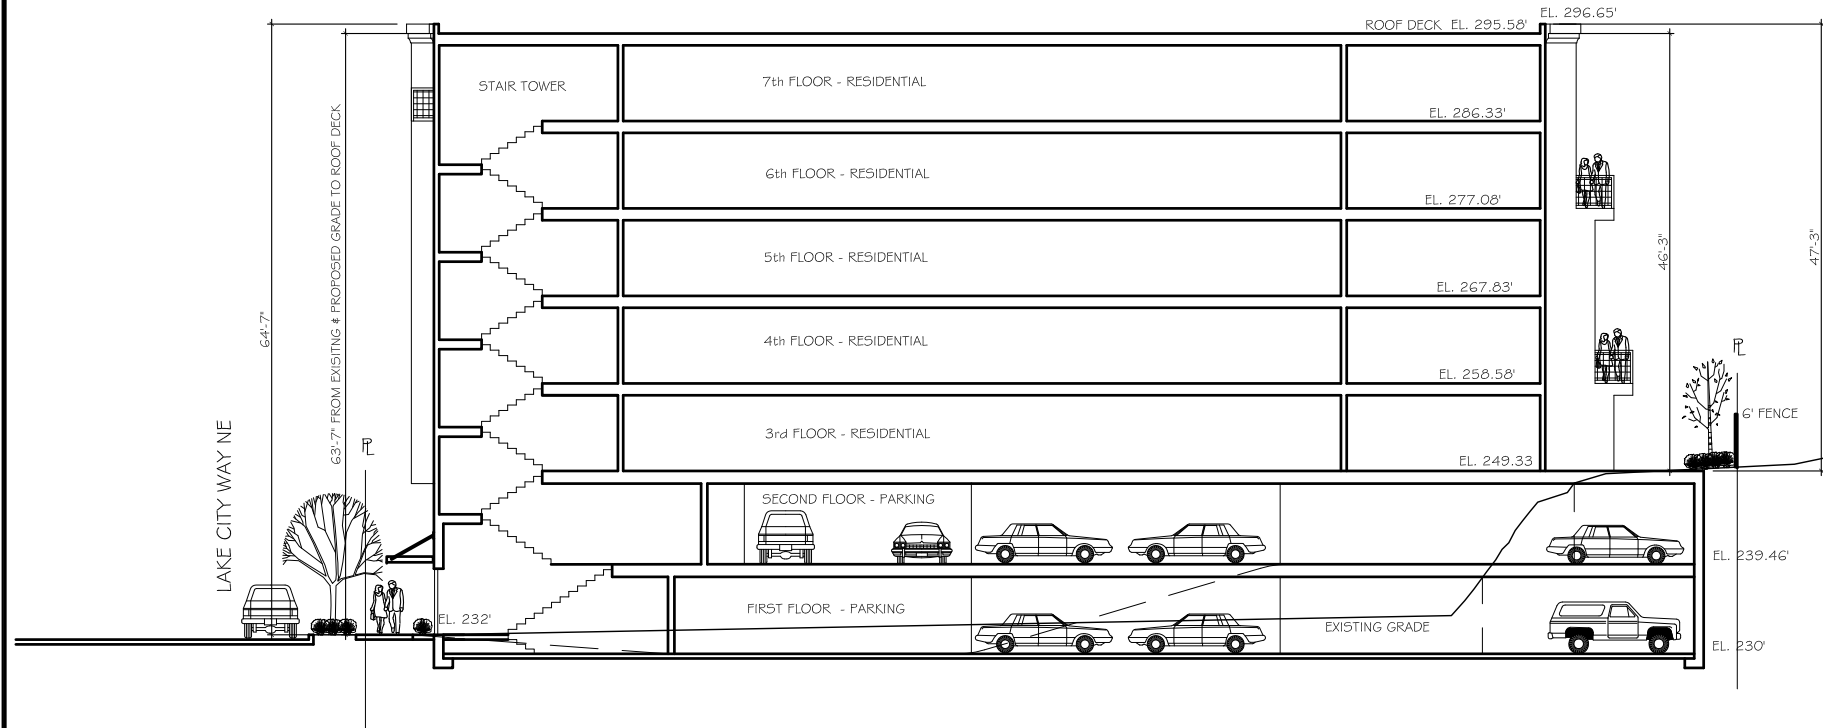 EL. 296.65'
ROOF DECK EL. 295.58'
STAIR TOWER
7th FLOOR - RESIDENTIAL
EL. 286.33'
6th FLOOR - RESIDENTIAL
EL. 277.08'
5th FLOOR - RESIDENTIAL
EL. 267.83'
4th FLOOR - RESIDENTIAL
EL. 258.58'
3rd FLOOR - RESIDENTIAL
EL. 249.33
SECOND FLOOR - PARKING
EL. 239.46'
FIRST FLOOR - PARKING
EL. 232'
EXISTING GRADE
EL. 230'
LAKE CITY WAY NE
64'-7"
63'-7" FROM EXISITNG & PROPOSED GRADE TO ROOF DECK
PL
46'-3"
47'-3"
PL
6' FENCE